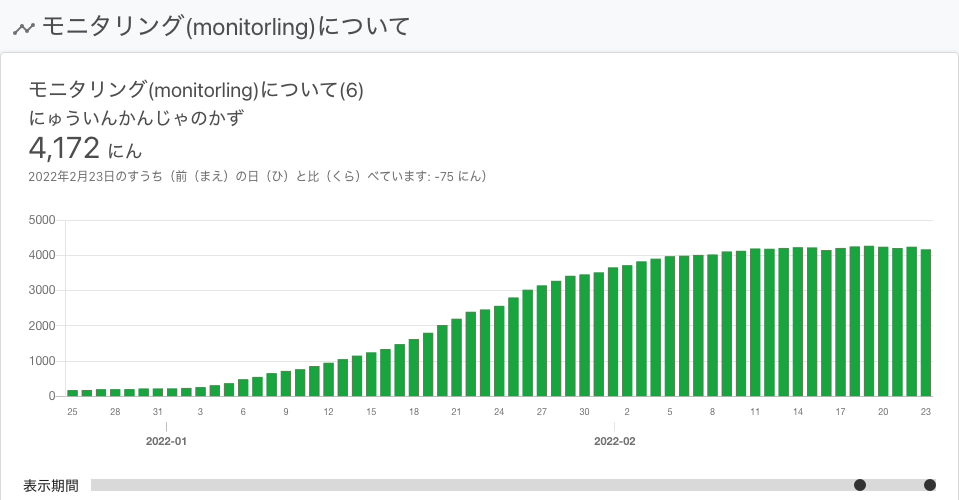 モニタリング(monitorling)について
モニタリング(monitorling)について(6)
にゅういんかんじゃのかず
4,172 にん
2022年2月23日のすうち（前（まえ）の日（ひ）と比（くら）べています: -75 にん）
5000
4000
3000
2000
1000
0
25 28 31 3 6 9 12 15 18 21 24 27 30 2 5 8 11 14 17 20 23
2022-01 2022-02
表示期間